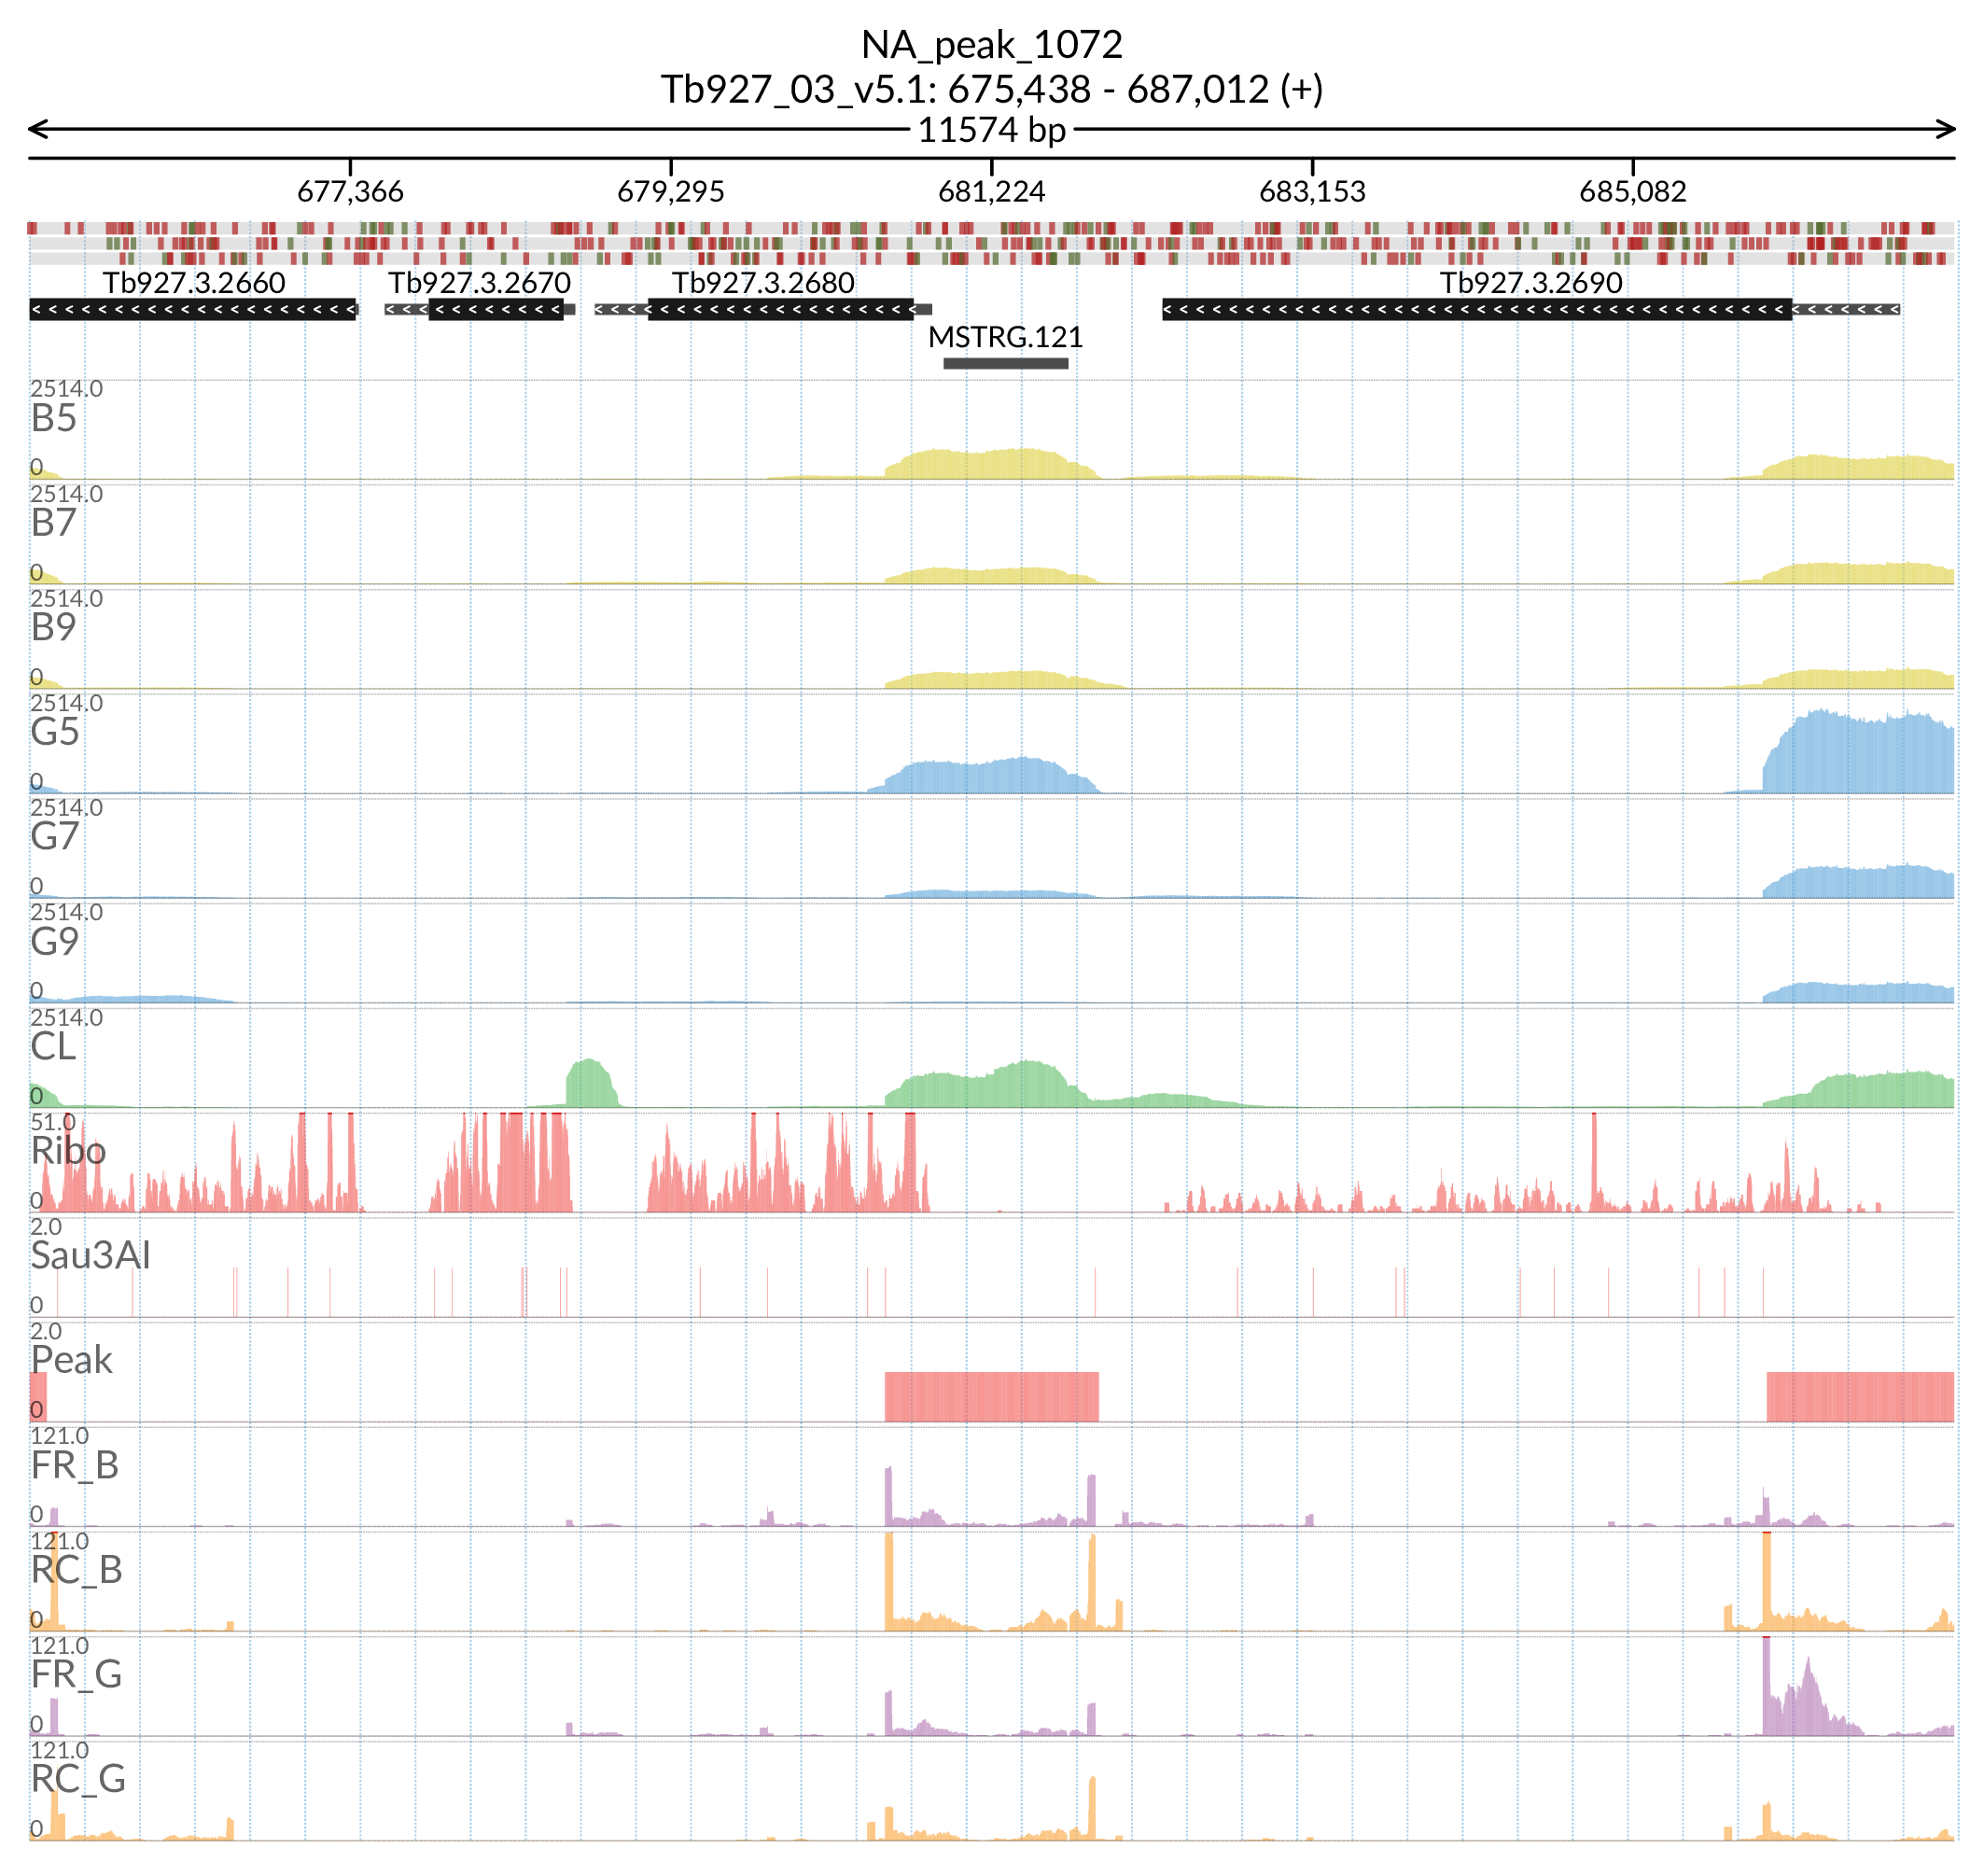 NA_peak_1072
Tb927_03_v5.1: 675,438 - 687,012 (+)
11574 bp
677,366 679,295 681,224 683,153 685,082
Tb927.3.2660 Tb927.3.2670 Tb927.3.2680 Tb927.3.2690
MSTRG.121
2514.0
B5
0
2514.0
B7
0
2514.0
B9
0
2514.0
G5
0
2514.0
G7
0
2514.0
G9
0
2514.0
CL
0
51.0
Ribo
0
2.0
Sau3AI
0
2.0
Peak
0
121.0
FR_B
0
121.0
RC_B
0
121.0
FR_G
0
121.0
RC_G
0